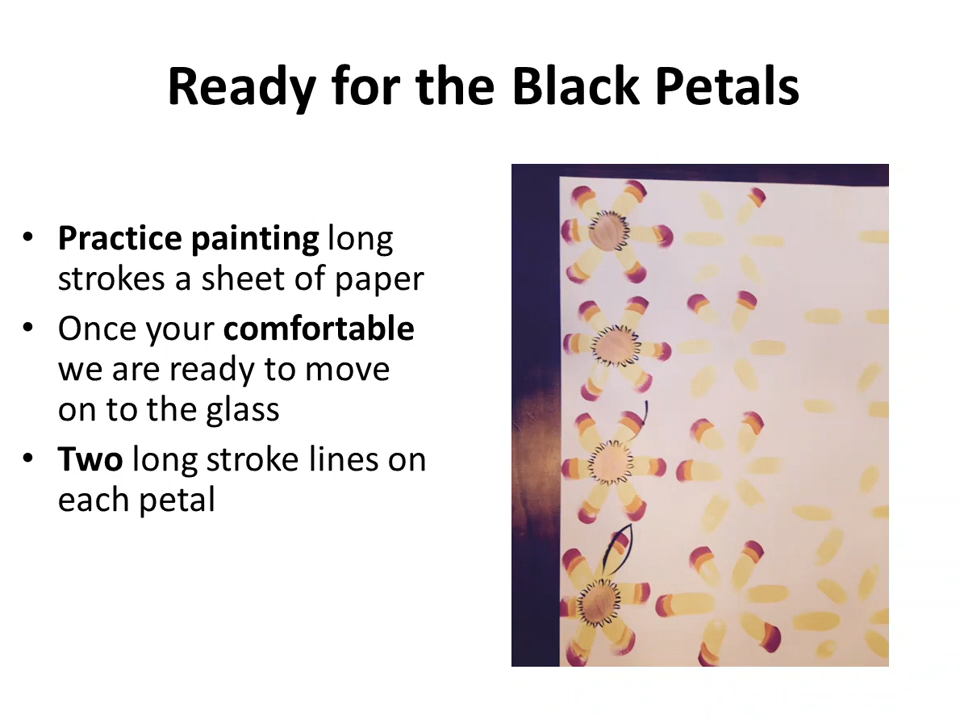 Ready for the Black Petals
• Practice painting long
strokes a sheet of paper
• Once your comfortable
we are ready to move
on to the glass
• Two long stroke lines on
each petal